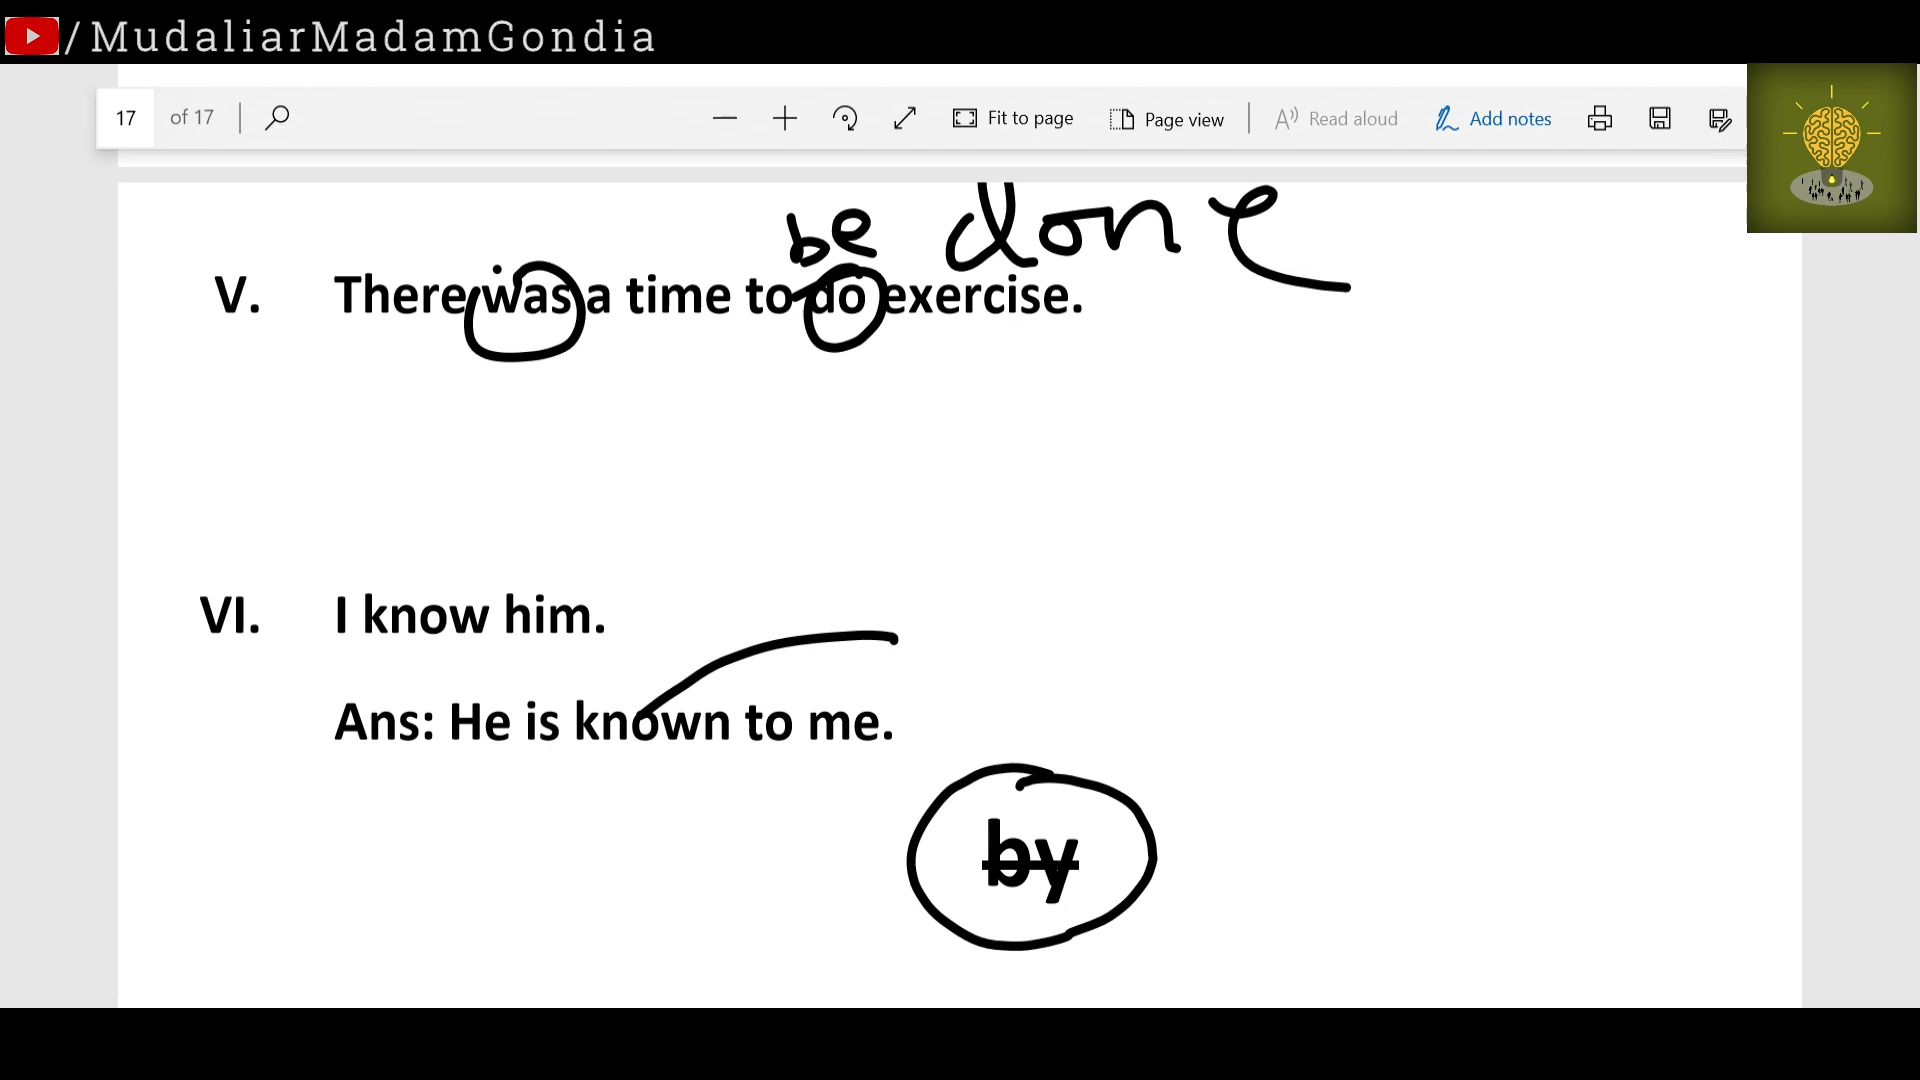 /MudaliarMadamGondia
17 of 17 Fit to page Page view Read aloud Add notes
be done
V. There was a time to do exercise.
VI. I know him.
Ans: He is known to me.
by